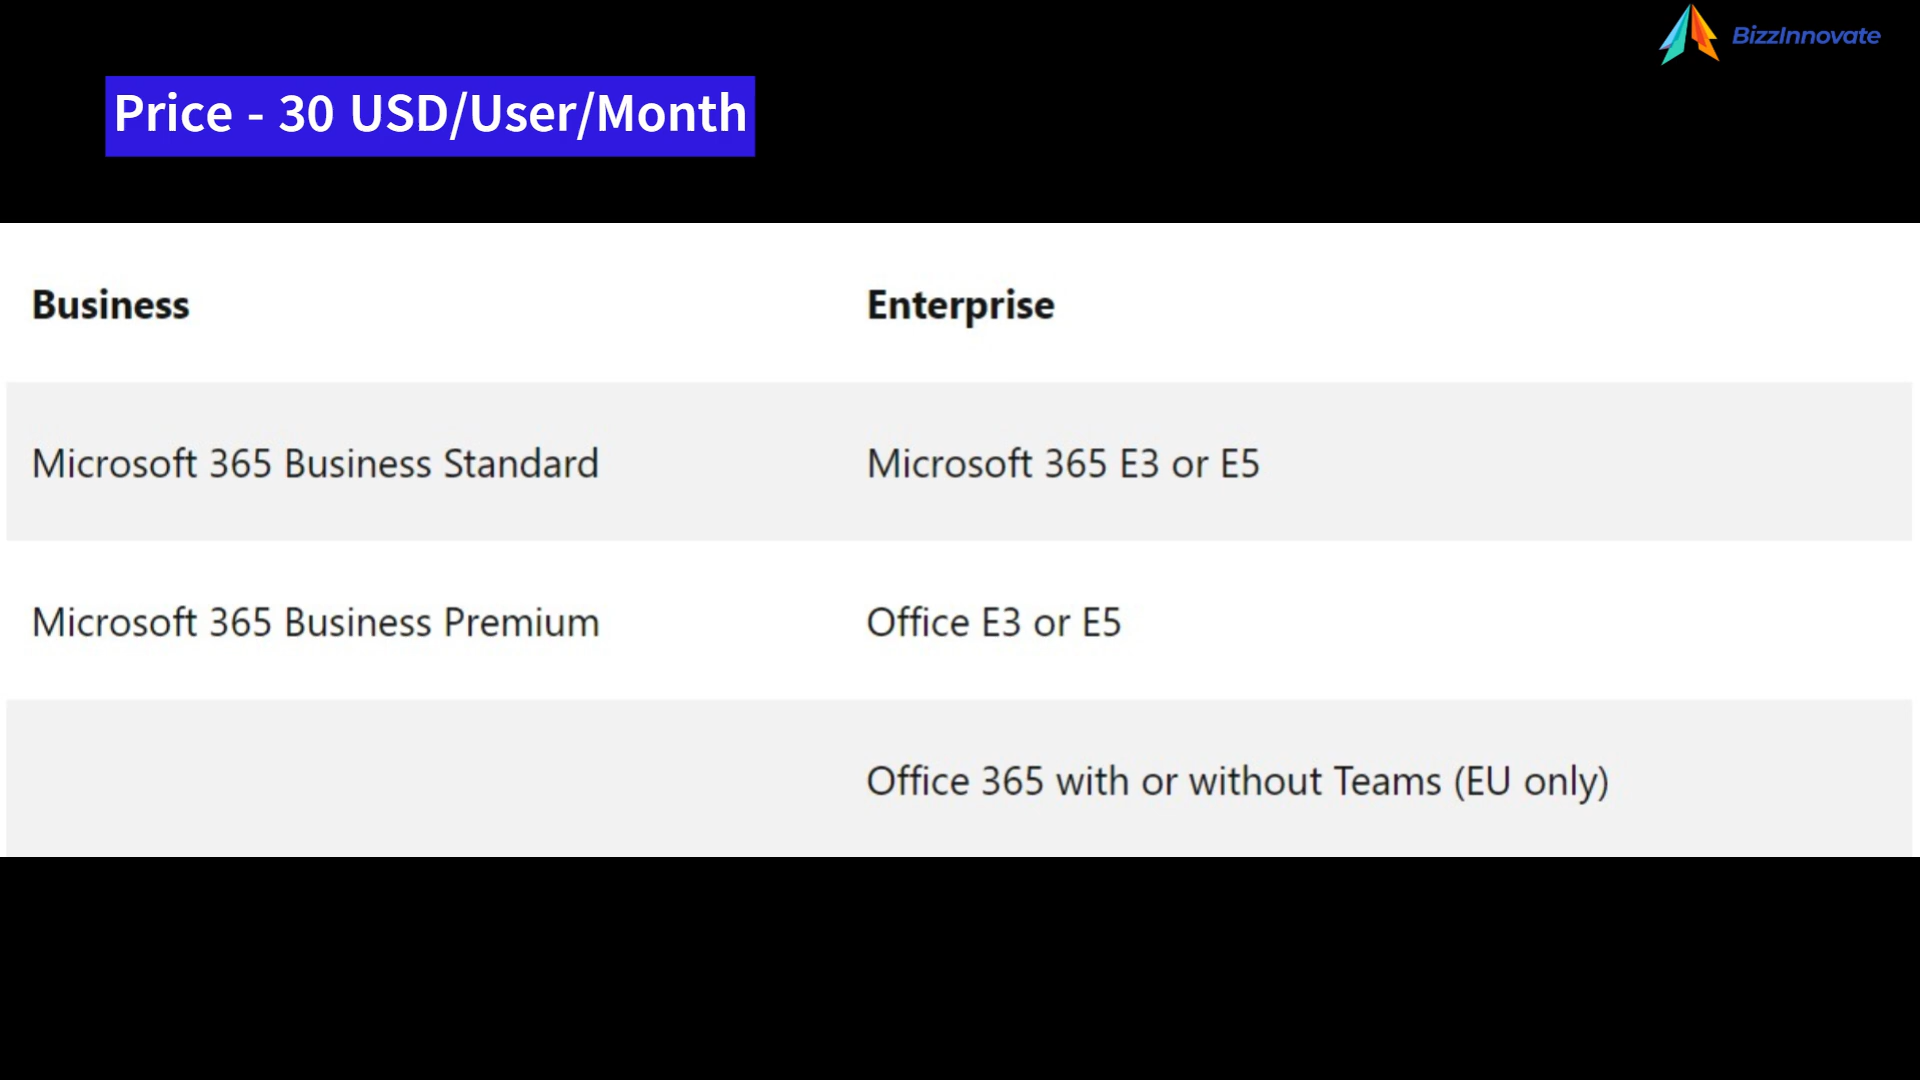 BizzInnovate
Price - 30 USD/User/Month
Business
Enterprise
Microsoft 365 Business Standard
Microsoft 365 E3 or E5
Microsoft 365 Business Premium
Office E3 or E5
Office 365 with or without Teams (EU only)